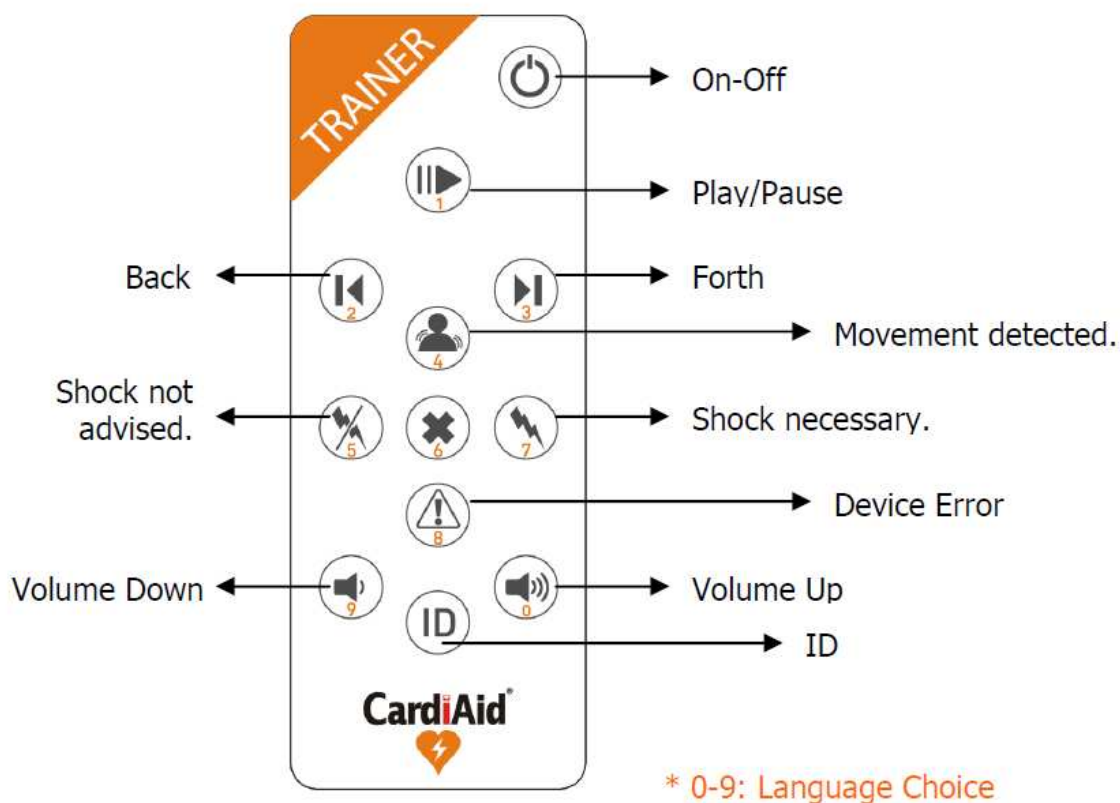 TRAINER
On-Off
1
Play/Pause
Back
2
3
Forth
4
Movement detected.
Shock not
advised.
5
6
7
Shock necessary.
8
Device Error
Volume Down
9
0
Volume Up
ID
ID
CardiAid®
* 0-9: Language Choice